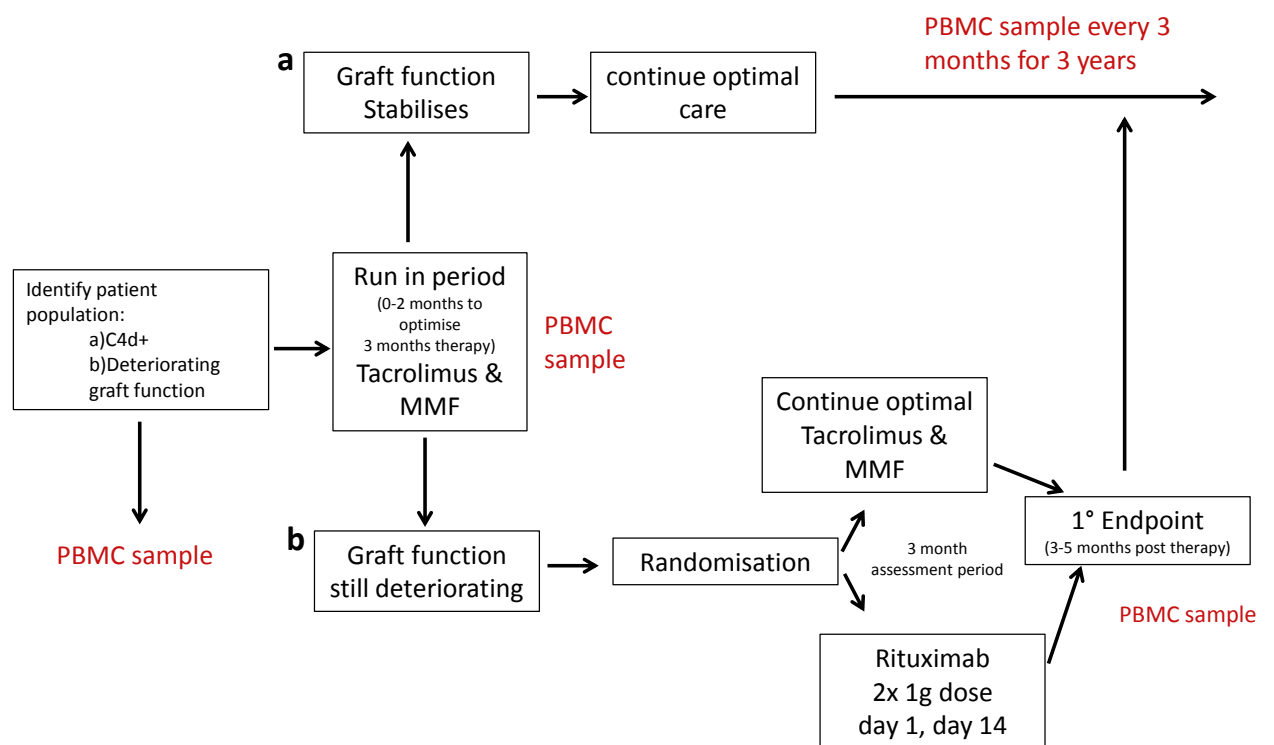 PBMC sample every 3
months for 3 years
a
Graft function
Stabilises
continue optimal
care
Identify patient
population:
a)C4d+
b)Deteriorating
graft function
Run in period
(0-2 months to
optimise
3 months therapy)
Tacrolimus &
MMF
PBMC
sample
PBMC sample
b
Graft function
still deteriorating
Randomisation
Continue optimal
Tacrolimus &
MMF
3 month
assessment period
Rituximab
2x 1g dose
day 1, day 14
1° Endpoint
(3-5 months post therapy)
PBMC sample